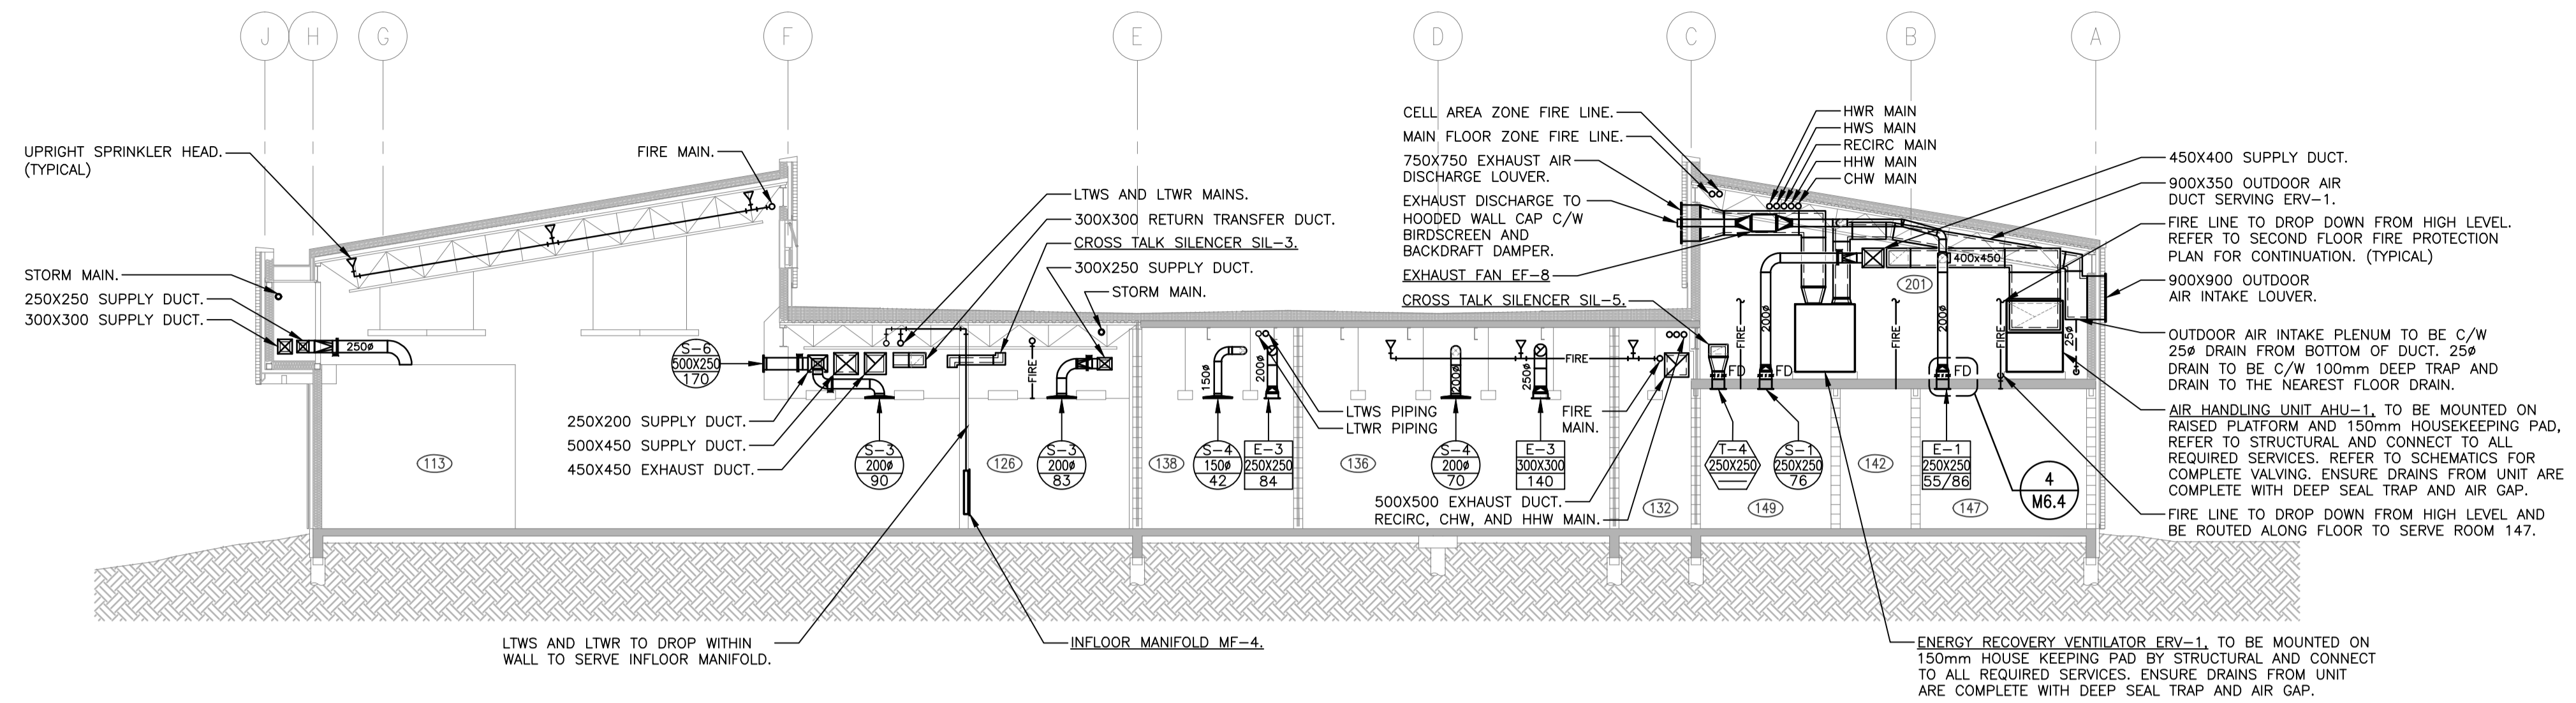 J
H
G
F
E
D
C
B
A
UPRIGHT SPRINKLER HEAD.
(TYPICAL)
FIRE MAIN.
STORM MAIN.
250X250 SUPPLY DUCT.
300X300 SUPPLY DUCT.
250ø
113
LTWS AND LTWR MAINS.
300X300 RETURN TRANSFER DUCT.
CROSS TALK SILENCER SIL-3.
300X250 SUPPLY DUCT.
STORM MAIN.
S-6
500X250
170
FIRE
250X200 SUPPLY DUCT.
500X450 SUPPLY DUCT.
450X450 EXHAUST DUCT.
S-3
200ø
90
126
S-3
200ø
83
LTWS AND LTWR TO DROP WITHIN
WALL TO SERVE INFLOOR MANIFOLD.
INFLOOR MANIFOLD MF-4.
138
150ø
200ø
S-4
150ø
42
E-3
250X250
84
LTWS PIPING
LTWR PIPING
136
200ø
250ø
FIRE
S-4
200ø
70
E-3
300X300
140
FIRE
MAIN.
500X500 EXHAUST DUCT.
RECIRC, CHW, AND HHW MAIN.
132
CELL AREA ZONE FIRE LINE.
MAIN FLOOR ZONE FIRE LINE.
750X750 EXHAUST AIR
DISCHARGE LOUVER.
EXHAUST DISCHARGE TO
HOODED WALL CAP C/W
BIRDSCREEN AND
BACKDRAFT DAMPER.
EXHAUST FAN EF-8
CROSS TALK SILENCER SIL-5.
HWR MAIN
HWS MAIN
RECIRC MAIN
HHW MAIN
CHW MAIN
400x450
201
FIRE
200ø
FIRE
200ø
FIRE
25ø
FD
FD
FD
T-4
250X250
S-1
250X250
76
E-1
250X250
55/86
149
142
147
4
M6.4
450X400 SUPPLY DUCT.
900X350 OUTDOOR AIR
DUCT SERVING ERV-1.
FIRE LINE TO DROP DOWN FROM HIGH LEVEL.
REFER TO SECOND FLOOR FIRE PROTECTION
PLAN FOR CONTINUATION. (TYPICAL)
900X900 OUTDOOR
AIR INTAKE LOUVER.
OUTDOOR AIR INTAKE PLENUM TO BE C/W
25ø DRAIN FROM BOTTOM OF DUCT. 25ø
DRAIN TO BE C/W 100mm DEEP TRAP AND
DRAIN TO THE NEAREST FLOOR DRAIN.
AIR HANDLING UNIT AHU-1, TO BE MOUNTED ON
RAISED PLATFORM AND 150mm HOUSEKEEPING PAD,
REFER TO STRUCTURAL AND CONNECT TO ALL
REQUIRED SERVICES. REFER TO SCHEMATICS FOR
COMPLETE VALVING. ENSURE DRAINS FROM UNIT ARE
COMPLETE WITH DEEP SEAL TRAP AND AIR GAP.
FIRE LINE TO DROP DOWN FROM HIGH LEVEL AND
BE ROUTED ALONG FLOOR TO SERVE ROOM 147.
ENERGY RECOVERY VENTILATOR ERV-1, TO BE MOUNTED ON
150mm HOUSE KEEPING PAD BY STRUCTURAL AND CONNECT
TO ALL REQUIRED SERVICES. ENSURE DRAINS FROM UNIT
ARE COMPLETE WITH DEEP SEAL TRAP AND AIR GAP.